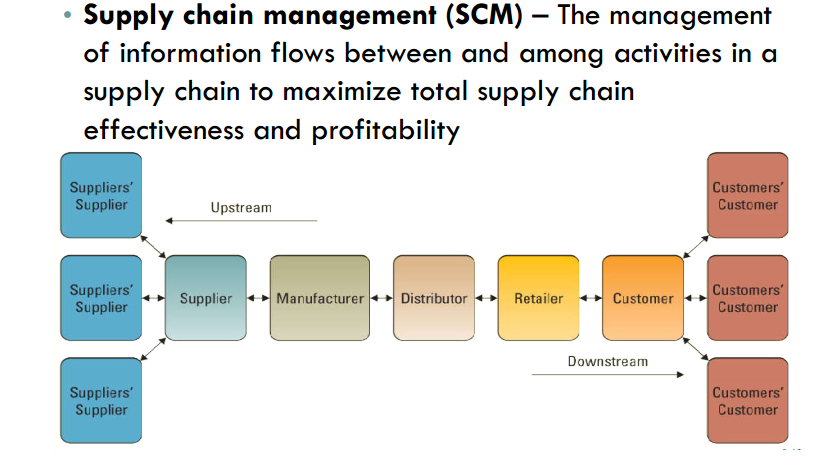 • Supply chain management (SCM) – The management
of information flows between and among activities in a
supply chain to maximize total supply chain
effectiveness and profitability
Suppliers'
Supplier
Upstream
Customers'
Customer
Suppliers'
Supplier
Supplier
Manufacturer
Distributor
Retailer
Customer
Customers'
Customer
Downstream
Suppliers'
Supplier
Customers'
Customer